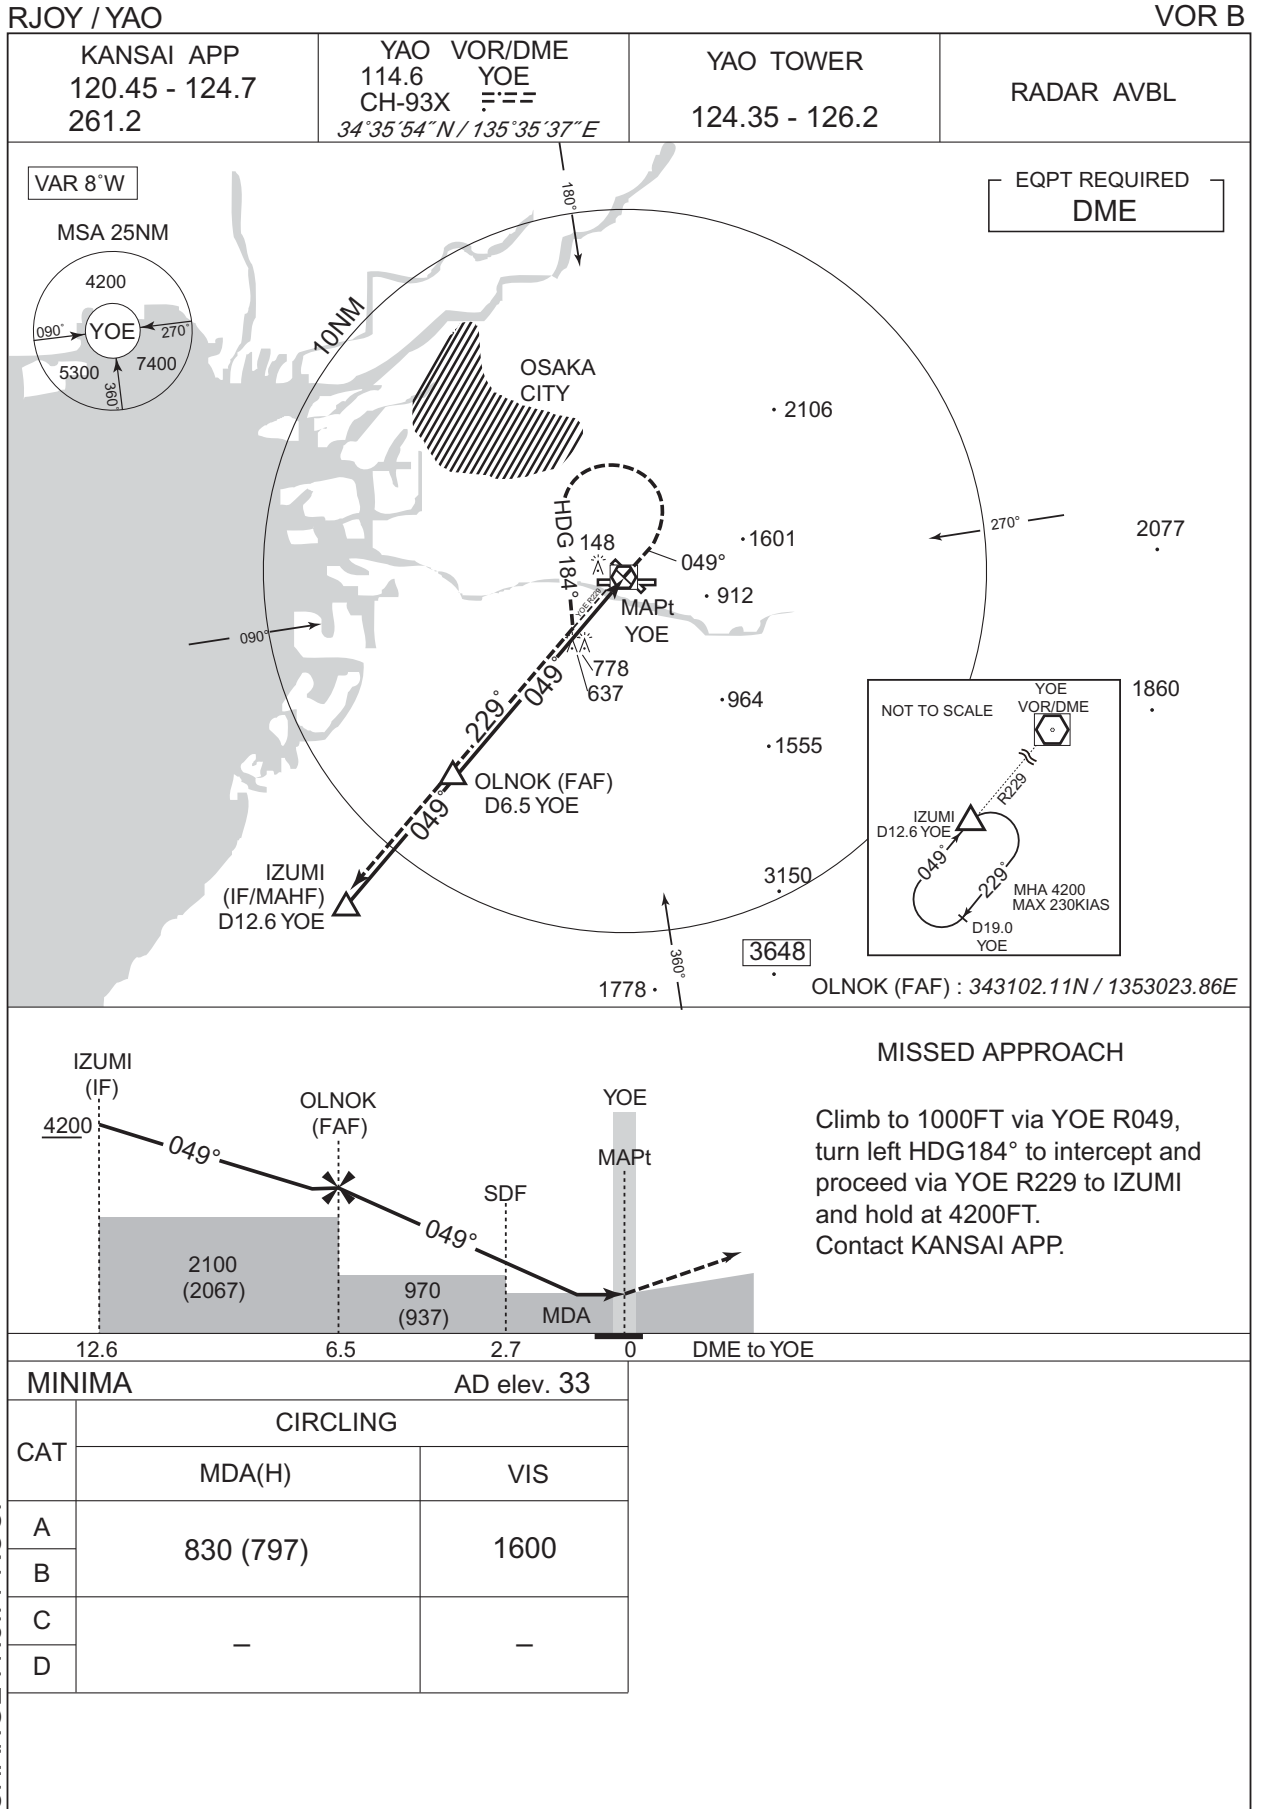 RJOY / YAO
VOR B
KANSAI APP
120.45 - 124.7
261.2
YAO VOR/DME
114.6 YOE
CH-93X
34°35´54˝N / 135°35´37˝E
YAO TOWER
124.35 - 126.2
RADAR AVBL
VAR 8°W
MSA 25NM
4200
090°
YOE
270°
5300
7400
360°
180°
EQPT REQUIRED
DME
10NM
OSAKA
CITY
2106
HDG 184°
148
1601
049°
270°
2077
912
YOE R229
MAPt
YOE
090°
778
637
049°
229°
964
1555
1860
OLNOK (FAF)
D6.5 YOE
049°
IZUMI
(IF/MAHF)
D12.6 YOE
3150
3648
360°
1778
NOT TO SCALE
YOE
VOR/DME
R229
IZUMI
D12.6 YOE
049°
229°
MHA 4200
MAX 230KIAS
D19.0
YOE
OLNOK (FAF) : 343102.11N / 1353023.86E
IZUMI
(IF)
4200
049°
OLNOK
(FAF)
049°
SDF
YOE
MAPt
2100
(2067)
970
(937)
MDA
12.6
6.5
2.7
0
DME to YOE
MISSED APPROACH
Climb to 1000FT via YOE R049,
turn left HDG184° to intercept and
proceed via YOE R229 to IZUMI
and hold at 4200FT.
Contact KANSAI APP.
MINIMA
AD elev. 33
CAT
CIRCLING
MDA(H)
VIS
A
B
830 (797)
1600
C
D
–
–